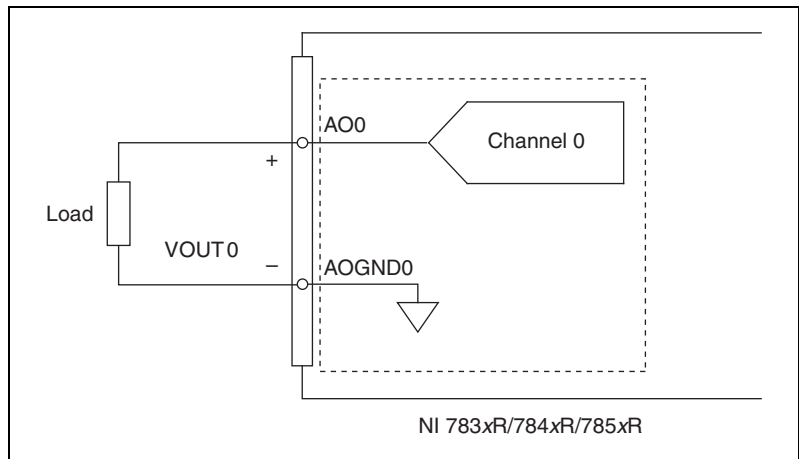 AO0
Channel 0
+
Load
VOUT0
–
AOGND0
NI 783xR/784xR/785xR